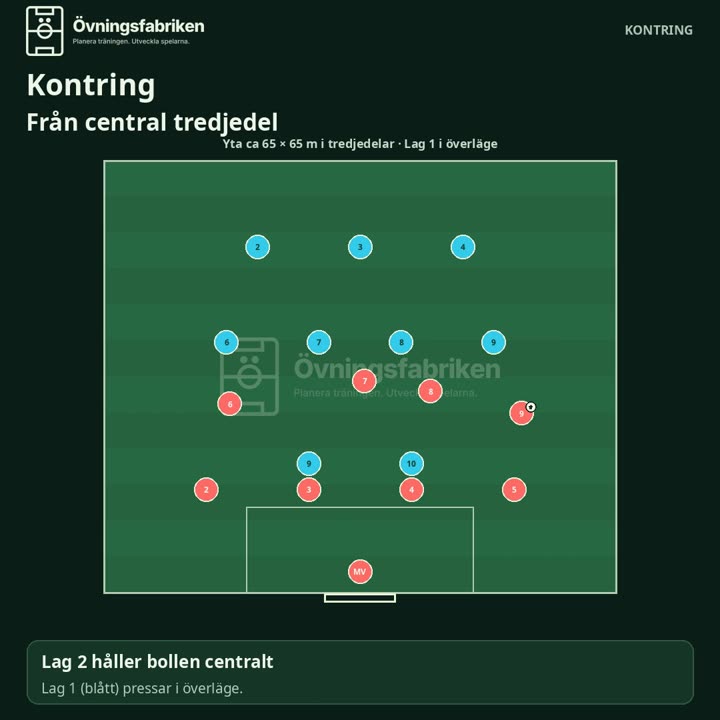 Övningsfabriken
Planera träningen. Utveckla spelarna.
KONTRING
Kontring
Från central tredjedel
Yta ca 65 × 65 m i tredjedelar · Lag 1 i överläge
2 3 4
6 7 8 9
Övningsfabriken
7
Planera träningen. Utveckla spelarna.
8
6
9
9 10
2 3 4 5
MV
Lag 2 håller bollen centralt
Lag 1 (blått) pressar i överläge.